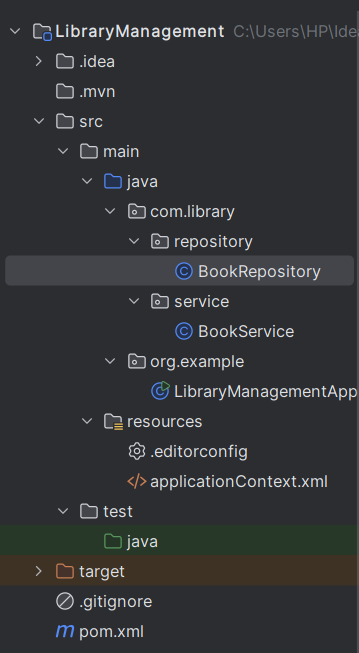 LibraryManagement C:\Users\HP\Ide
.idea
.mvn
src
main
java
com.library
repository
BookRepository
service
BookService
org.example
LibraryManagementApp
resources
.editorconfig
applicationContext.xml
test
java
target
.gitignore
pom.xml